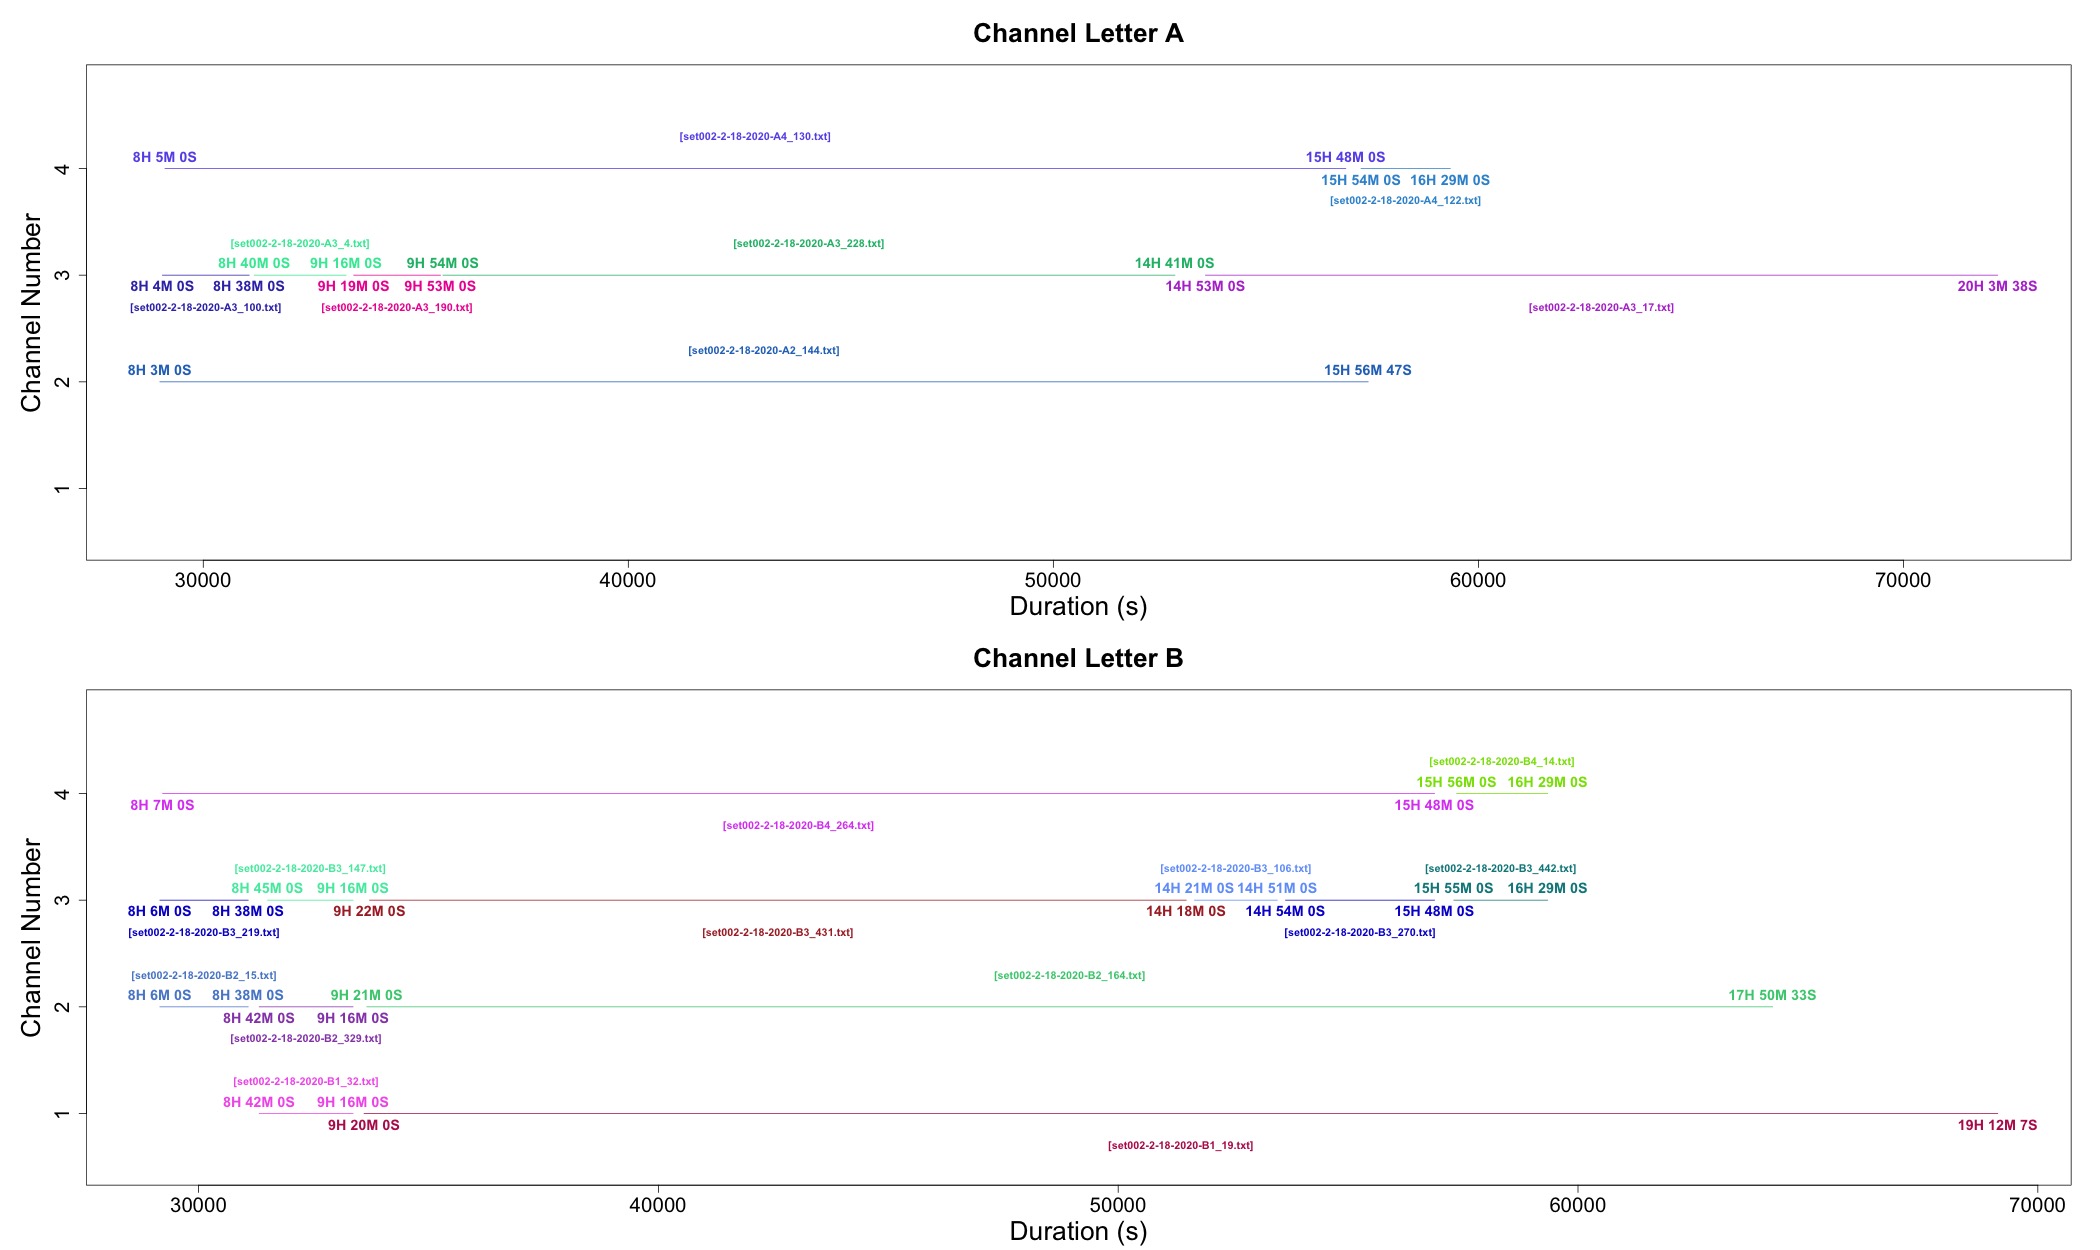 Channel Letter A
[set002-2-18-2020-A4_130.txt]
8H 5M 0S 15H 48M 0S
4
15H 54M 0S 16H 29M 0S
[set002-2-18-2020-A4_122.txt]
[set002-2-18-2020-A3_4.txt] [set002-2-18-2020-A3_228.txt]
8H 40M 0S 9H 16M 0S 9H 54M 0S 14H 41M 0S
3
8H 4M 0S 8H 38M 0S 9H 19M 0S 9H 53M 0S 14H 53M 0S 20H 3M 38S
[set002-2-18-2020-A3_100.txt] [set002-2-18-2020-A3_190.txt] [set002-2-18-2020-A3_17.txt]
Channel Number
[set002-2-18-2020-A2_144.txt]
8H 3M 0S 15H 56M 47S
2
1
30000 40000 50000 60000 70000
Duration (s)
Channel Letter B
[set002-2-18-2020-B4_14.txt]
15H 56M 0S 16H 29M 0S
4
8H 7M 0S 15H 48M 0S
[set002-2-18-2020-B4_264.txt]
[set002-2-18-2020-B3_147.txt] [set002-2-18-2020-B3_106.txt] [set002-2-18-2020-B3_442.txt]
8H 45M 0S 9H 16M 0S 14H 21M 0S 14H 51M 0S 15H 55M 0S 16H 29M 0S
3
8H 6M 0S 8H 38M 0S 9H 22M 0S 14H 18M 0S 14H 54M 0S 15H 48M 0S
[set002-2-18-2020-B3_219.txt] [set002-2-18-2020-B3_431.txt] [set002-2-18-2020-B3_270.txt]
Channel Number
[set002-2-18-2020-B2_15.txt] [set002-2-18-2020-B2_164.txt]
8H 6M 0S 8H 38M 0S 9H 21M 0S 17H 50M 33S
2
8H 42M 0S 9H 16M 0S
[set002-2-18-2020-B2_329.txt]
[set002-2-18-2020-B1_32.txt]
8H 42M 0S 9H 16M 0S
1
9H 20M 0S 19H 12M 7S
[set002-2-18-2020-B1_19.txt]
30000 40000 50000 60000 70000
Duration (s)